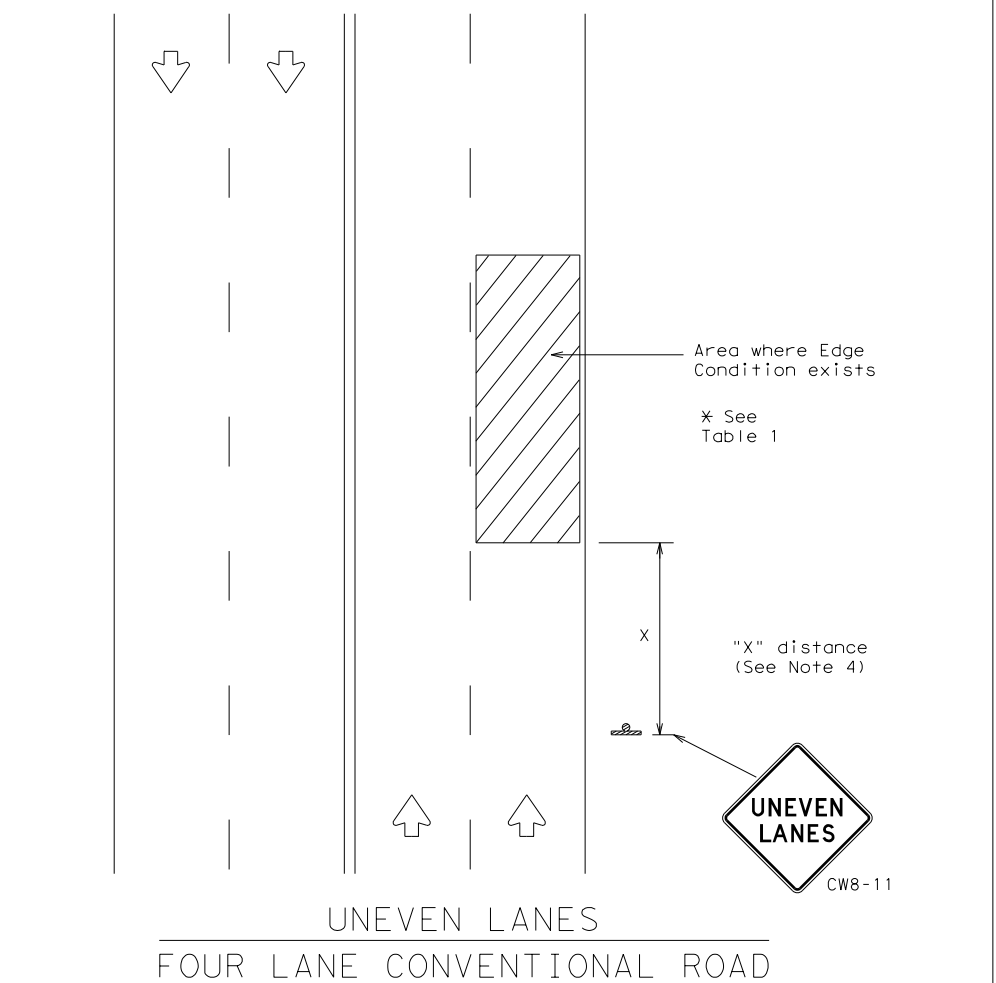 Area where Edge
Condition exists
* See
Table 1
X
"X" distance
(See Note 4)
UNEVEN
LANES
CW8-11
UNEVEN LANES
FOUR LANE CONVENTIONAL ROAD